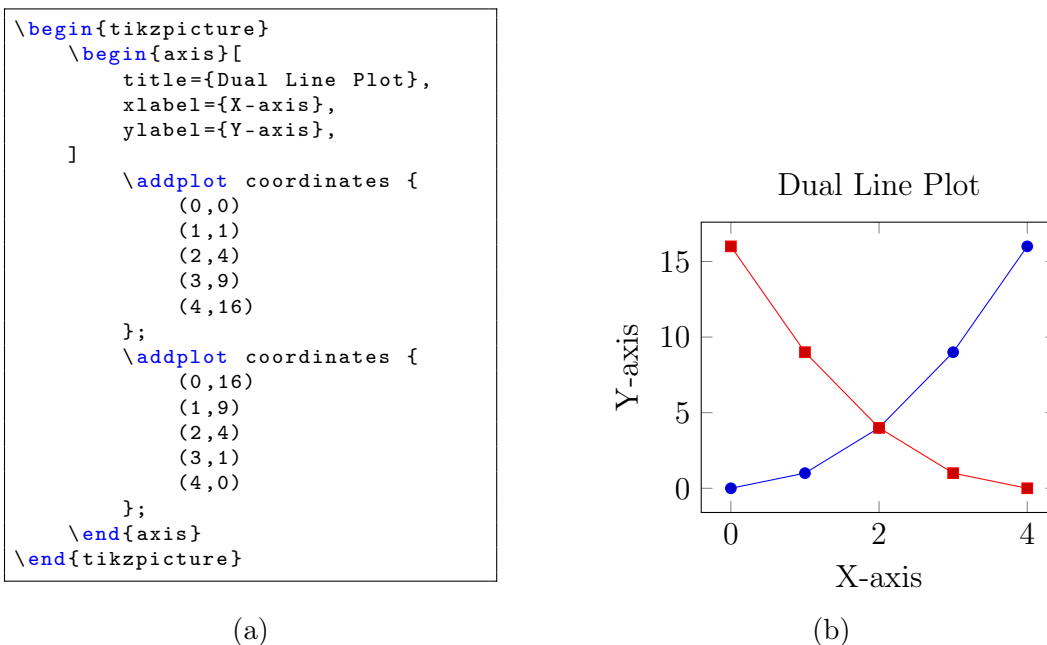 \begin{tikzpicture}
    \begin{axis}[
        title={Dual Line Plot},
        xlabel={X-axis},
        ylabel={Y-axis},
    ]
        \addplot coordinates {
            (0,0)
            (1,1)
            (2,4)
            (3,9)
            (4,16)
        };
        \addplot coordinates {
            (0,16)
            (1,9)
            (2,4)
            (3,1)
            (4,0)
        };
    \end{axis}
\end{tikzpicture}
(a)
Dual Line Plot
Y-axis
15
10
5
0
0 2 4
X-axis
(b)